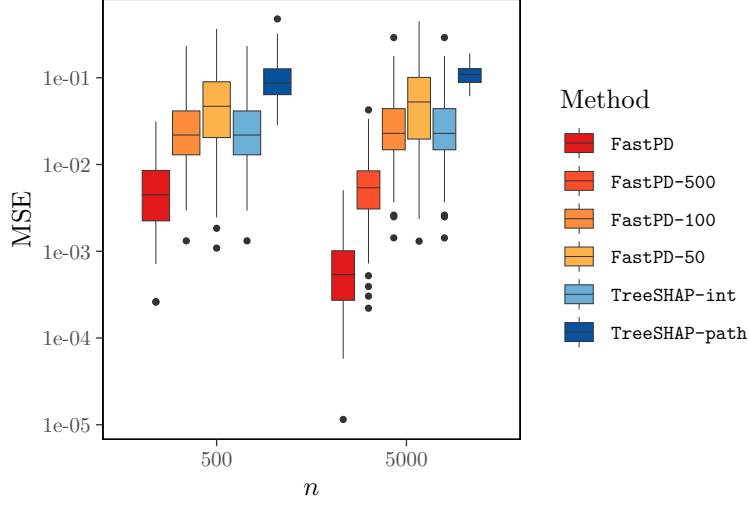 MSE
1e-01
1e-02
1e-03
1e-04
1e-05
500
5000
n
Method
FastPD
FastPD-500
FastPD-100
FastPD-50
TreeSHAP-int
TreeSHAP-path